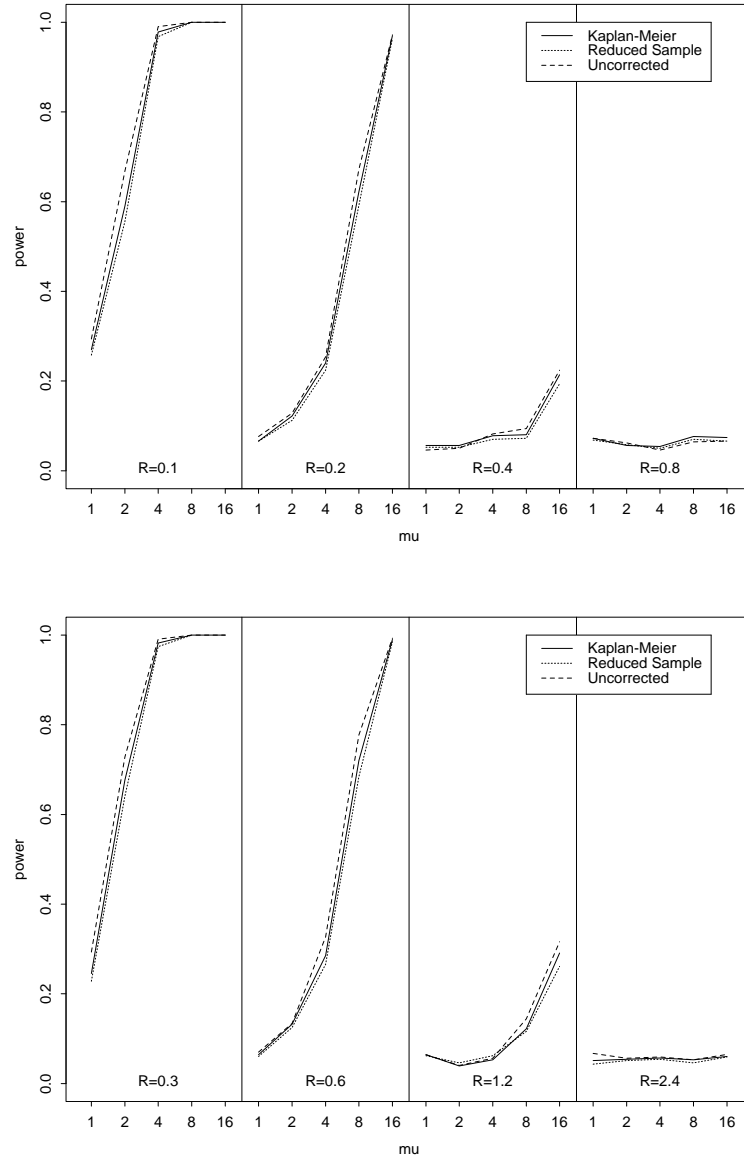 1.0
0.8
0.6
0.4
0.2
0.0
power
Kaplan-Meier
Reduced Sample
Uncorrected
R=0.1 R=0.2 R=0.4 R=0.8
1 2 4 8 16 1 2 4 8 16 1 2 4 8 16 1 2 4 8 16
mu
1.0
0.8
0.6
0.4
0.2
0.0
power
Kaplan-Meier
Reduced Sample
Uncorrected
R=0.3 R=0.6 R=1.2 R=2.4
1 2 4 8 16 1 2 4 8 16 1 2 4 8 16 1 2 4 8 16
mu